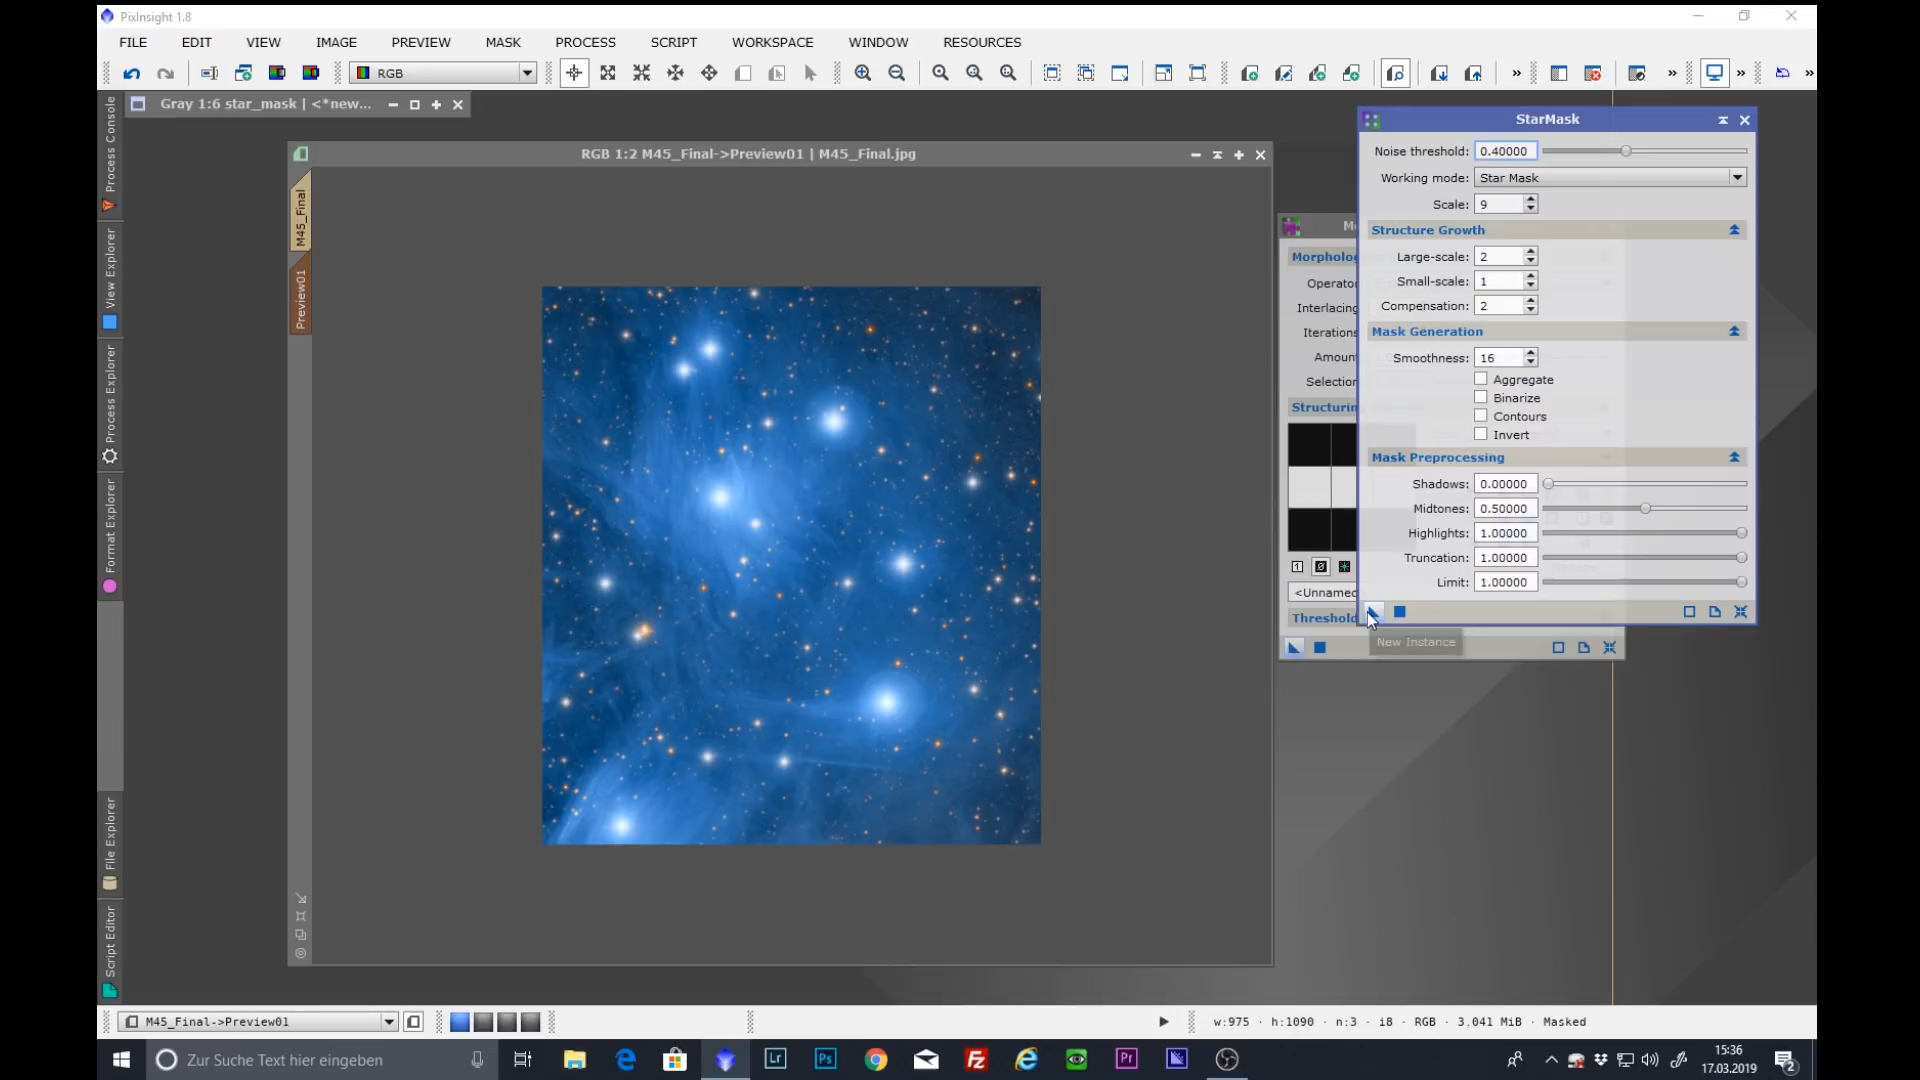 PixInsight 1.8
FILE EDIT VIEW IMAGE PREVIEW MASK PROCESS SCRIPT WORKSPACE WINDOW RESOURCES
RGB
Gray 1:6 star_mask | <*new...
RGB 1:2 M45_Final->Preview01 | M45_Final.jpg
M45_Final
Preview01
Process Console
View Explorer
Process Explorer
Format Explorer
File Explorer
Script Editor
Morpholog
Operator
Interlacing
Iterations
Amoun
Selection
Structurin
<Unnamed
Threshold
StarMask
Noise threshold: 0.40000
Working mode: Star Mask
Scale: 9
Structure Growth
Large-scale: 2
Small-scale: 1
Compensation: 2
Mask Generation
Smoothness: 16
Aggregate
Binarize
Contours
Invert
Mask Preprocessing
Shadows: 0.00000
Midtones: 0.50000
Highlights: 1.00000
Truncation: 1.00000
Limit: 1.00000
New Instance
M45_Final->Preview01
w:975 · h:1090 · n:3 · i8 · RGB · 3.041 MiB · Masked
Zur Suche Text hier eingeben
Lr
Ps
Pr
15:36
17.03.2019
2